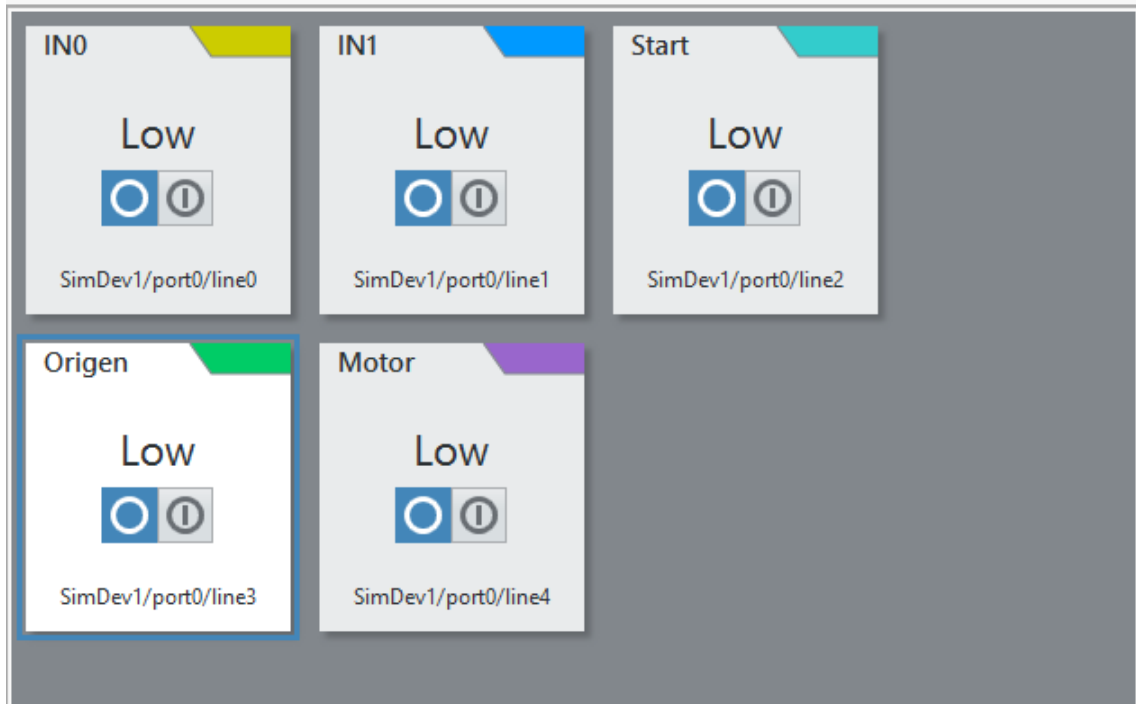 IN0
Low
SimDev1/port0/line0
IN1
Low
SimDev1/port0/line1
Start
Low
SimDev1/port0/line2
Origen
Low
SimDev1/port0/line3
Motor
Low
SimDev1/port0/line4